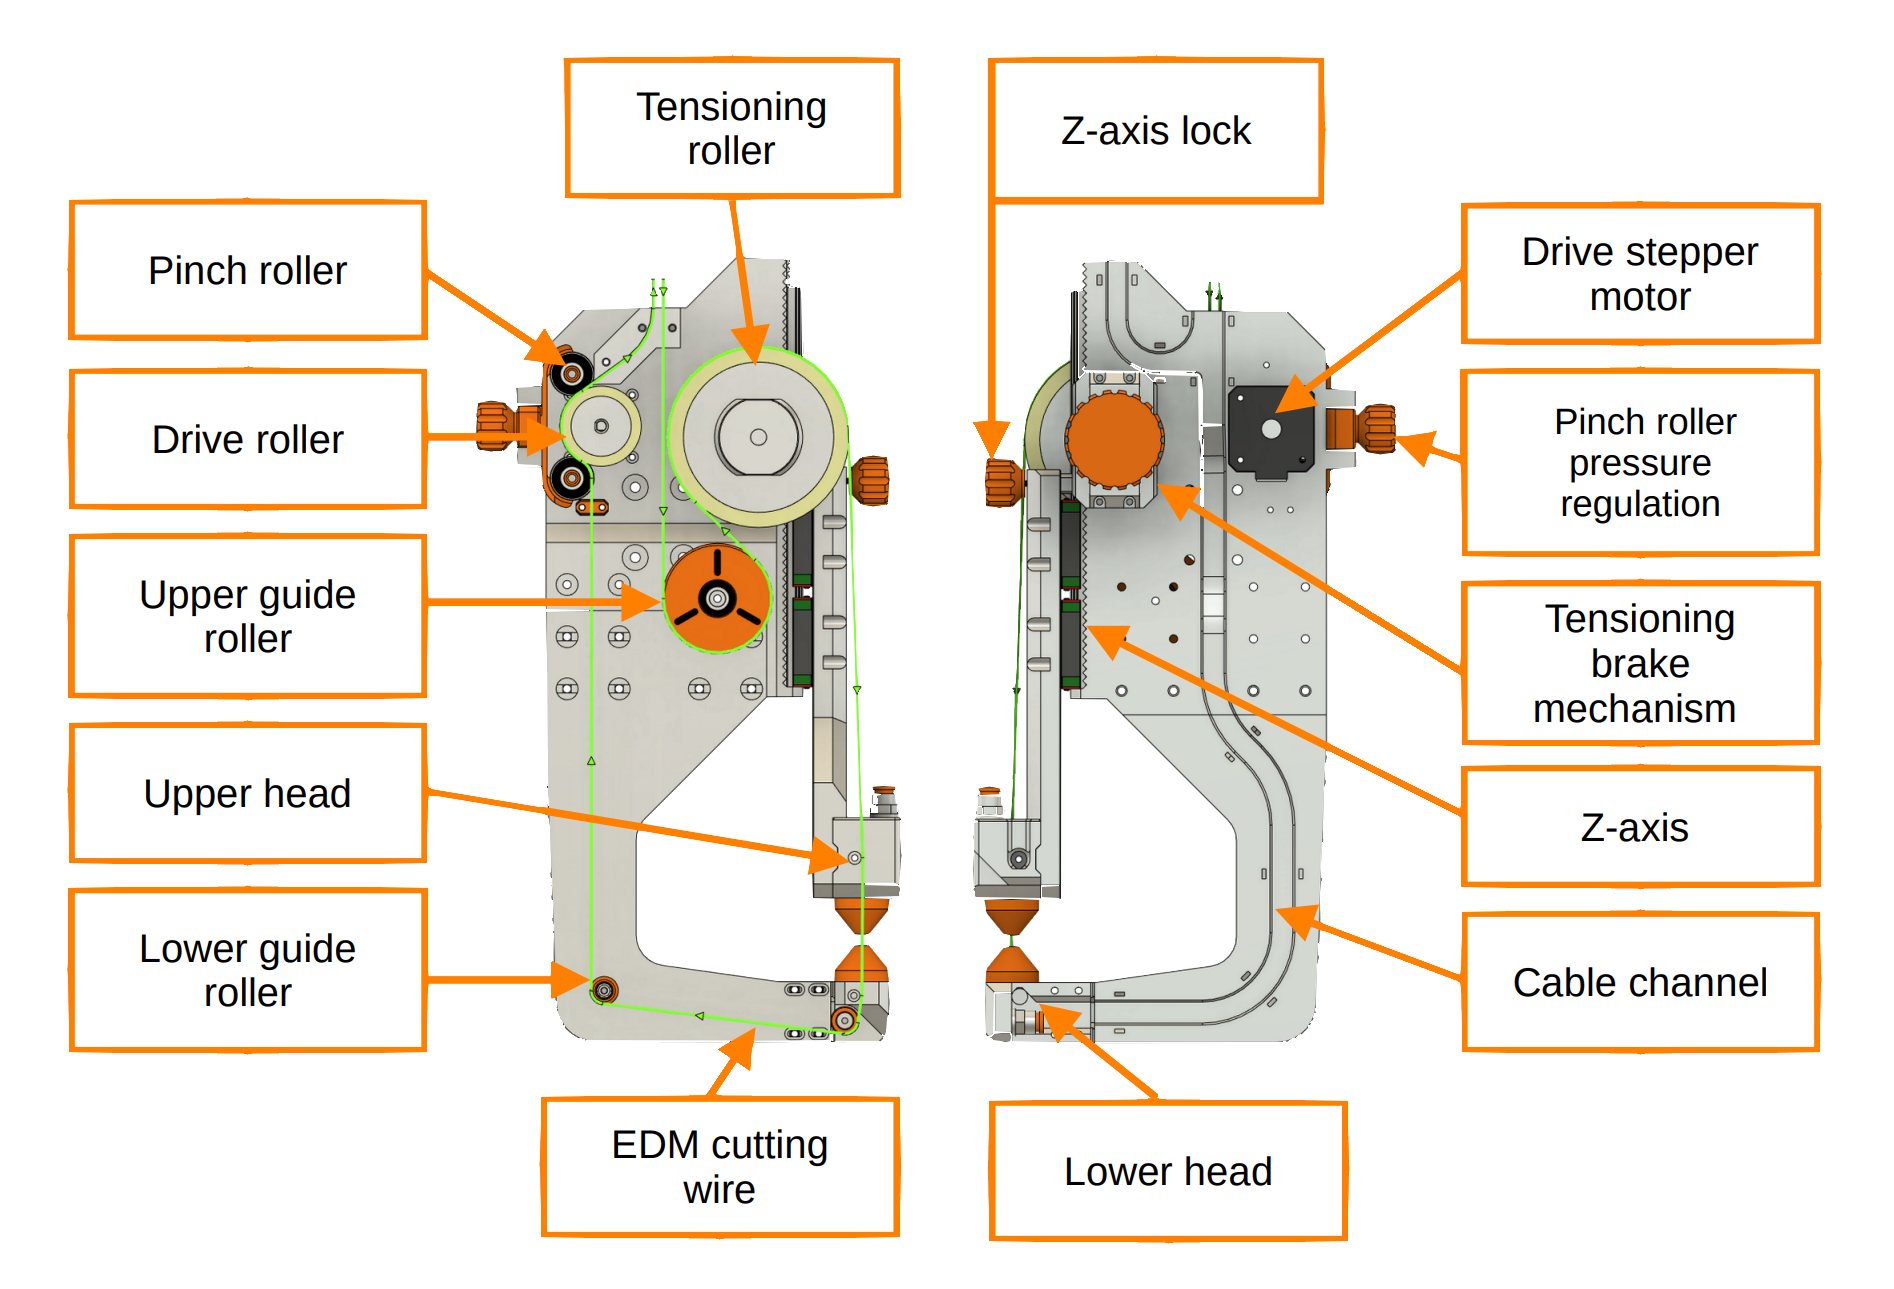 Tensioning
roller
Z-axis lock
Pinch roller
Drive stepper
motor
Drive roller
Pinch roller
pressure
regulation
Upper guide
roller
Tensioning
brake
mechanism
Upper head
Z-axis
Lower guide
roller
Cable channel
EDM cutting
wire
Lower head